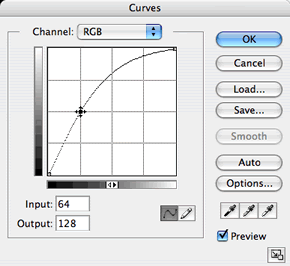 Curves
Channel: RGB
OK
Cancel
Load...
Save...
Smooth
Auto
Options...
Input: 64
Output: 128
Preview